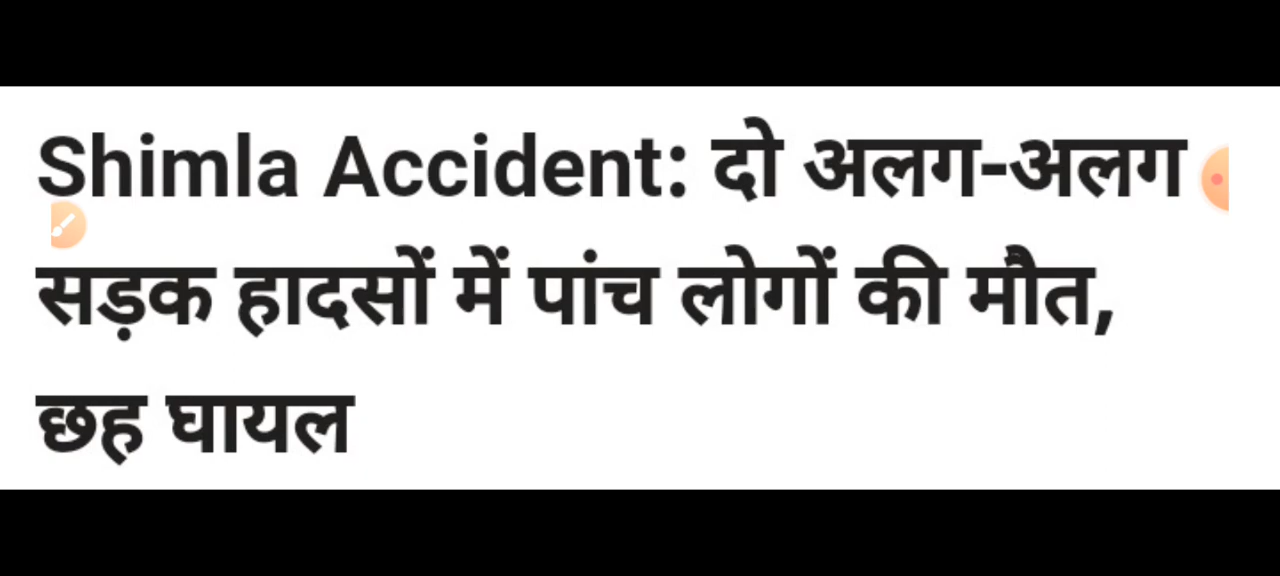 Shimla Accident: दो अलग-अलग
सड़क हादसों में पांच लोगों की मौत,
छह घायल